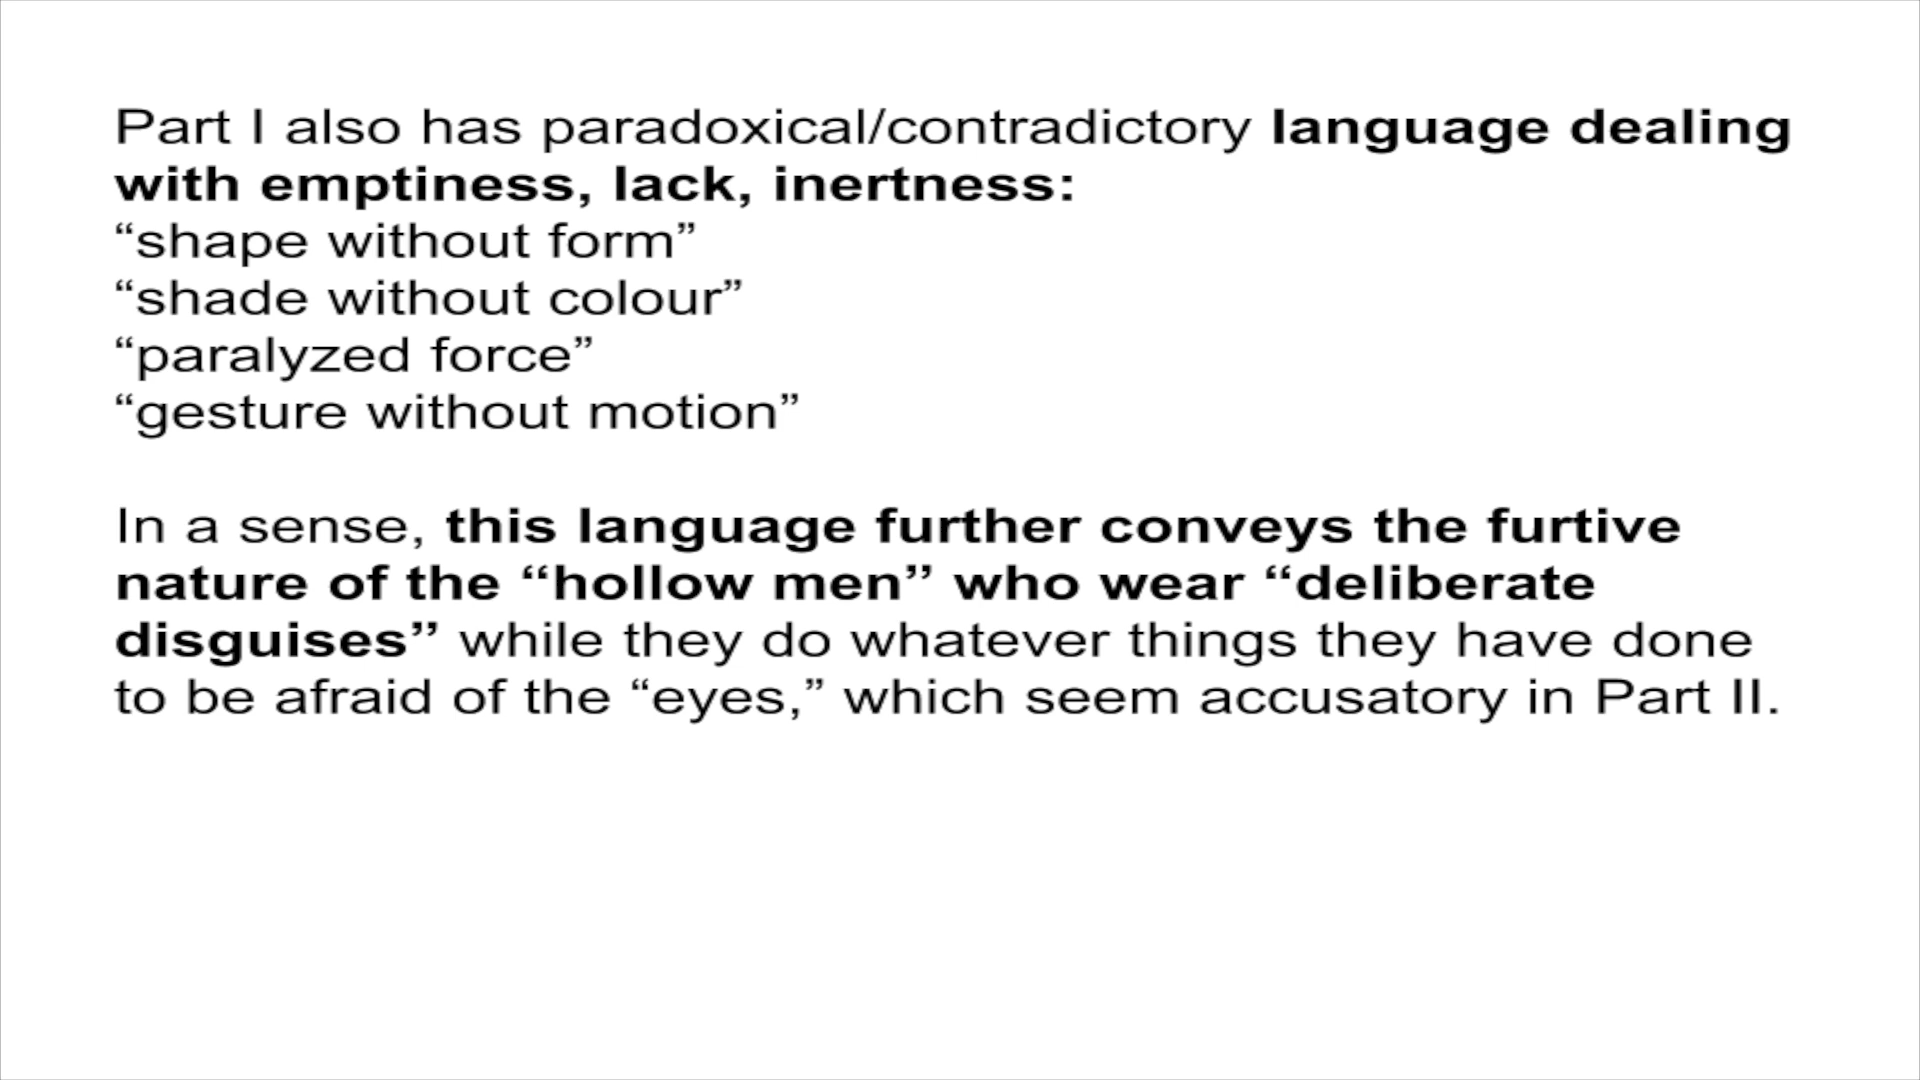 Part I also has paradoxical/contradictory language dealing
with emptiness, lack, inertness:
“shape without form”
“shade without colour”
“paralyzed force”
“gesture without motion”
In a sense, this language further conveys the furtive
nature of the “hollow men” who wear “deliberate
disguises” while they do whatever things they have done
to be afraid of the “eyes,” which seem accusatory in Part II.